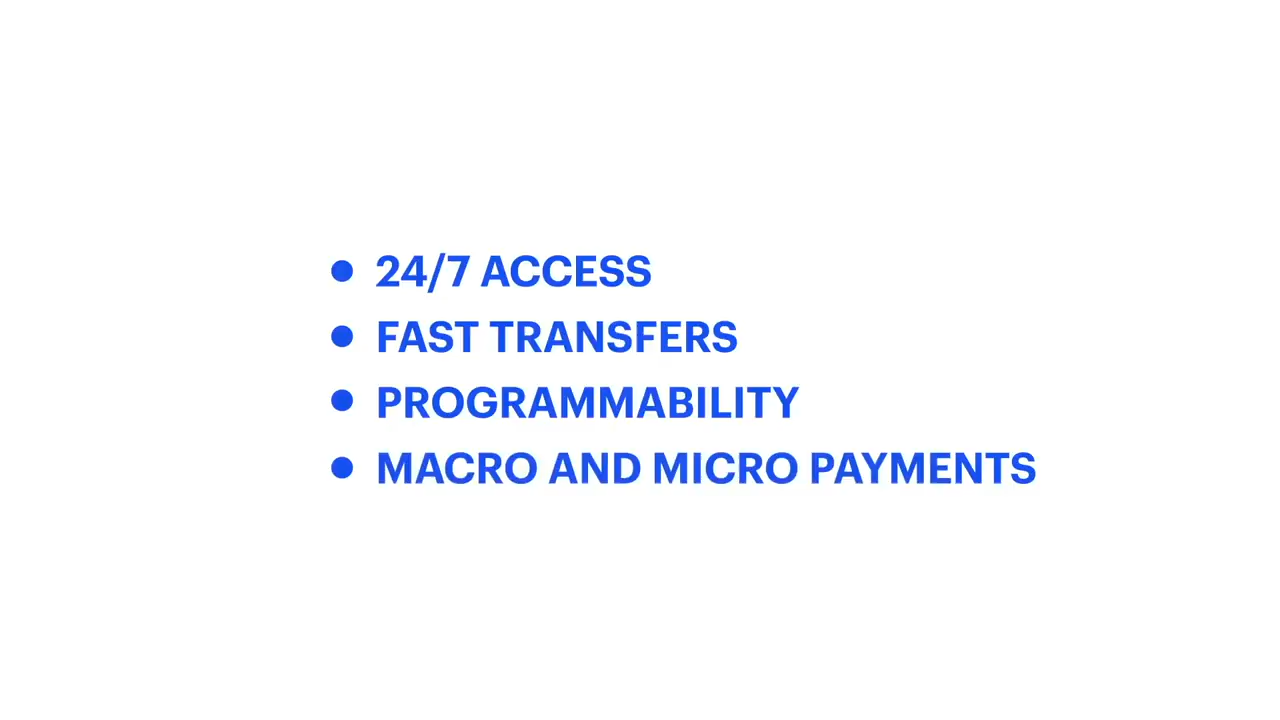 • 24/7 ACCESS
• FAST TRANSFERS
• PROGRAMMABILITY
• MACRO AND MICRO PAYMENTS